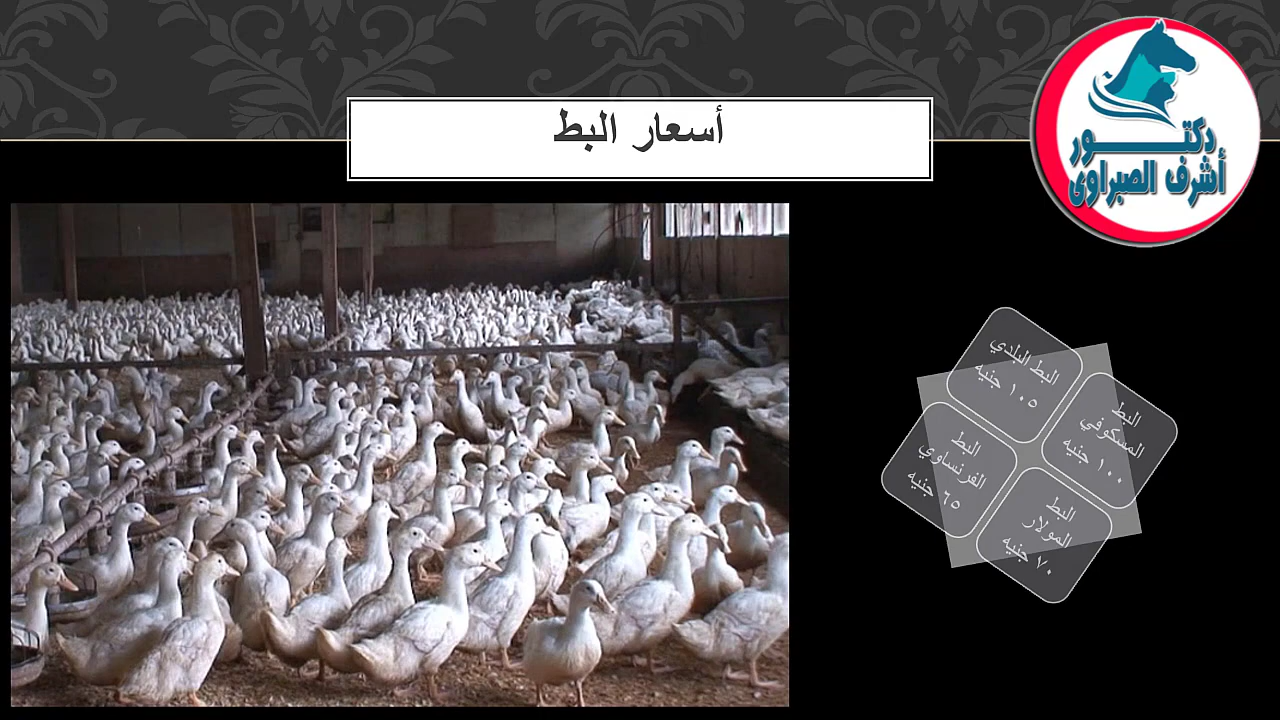 أسعار البط
دكتـــور
أشرف الصبراوى
البط البلدي
١٠٥ جنيه
البط
المسكوفي
١٠٠ جنيه
البط
الفرنساوي
٦٥ جنيه
البط
المولار
٧٠ جنيه